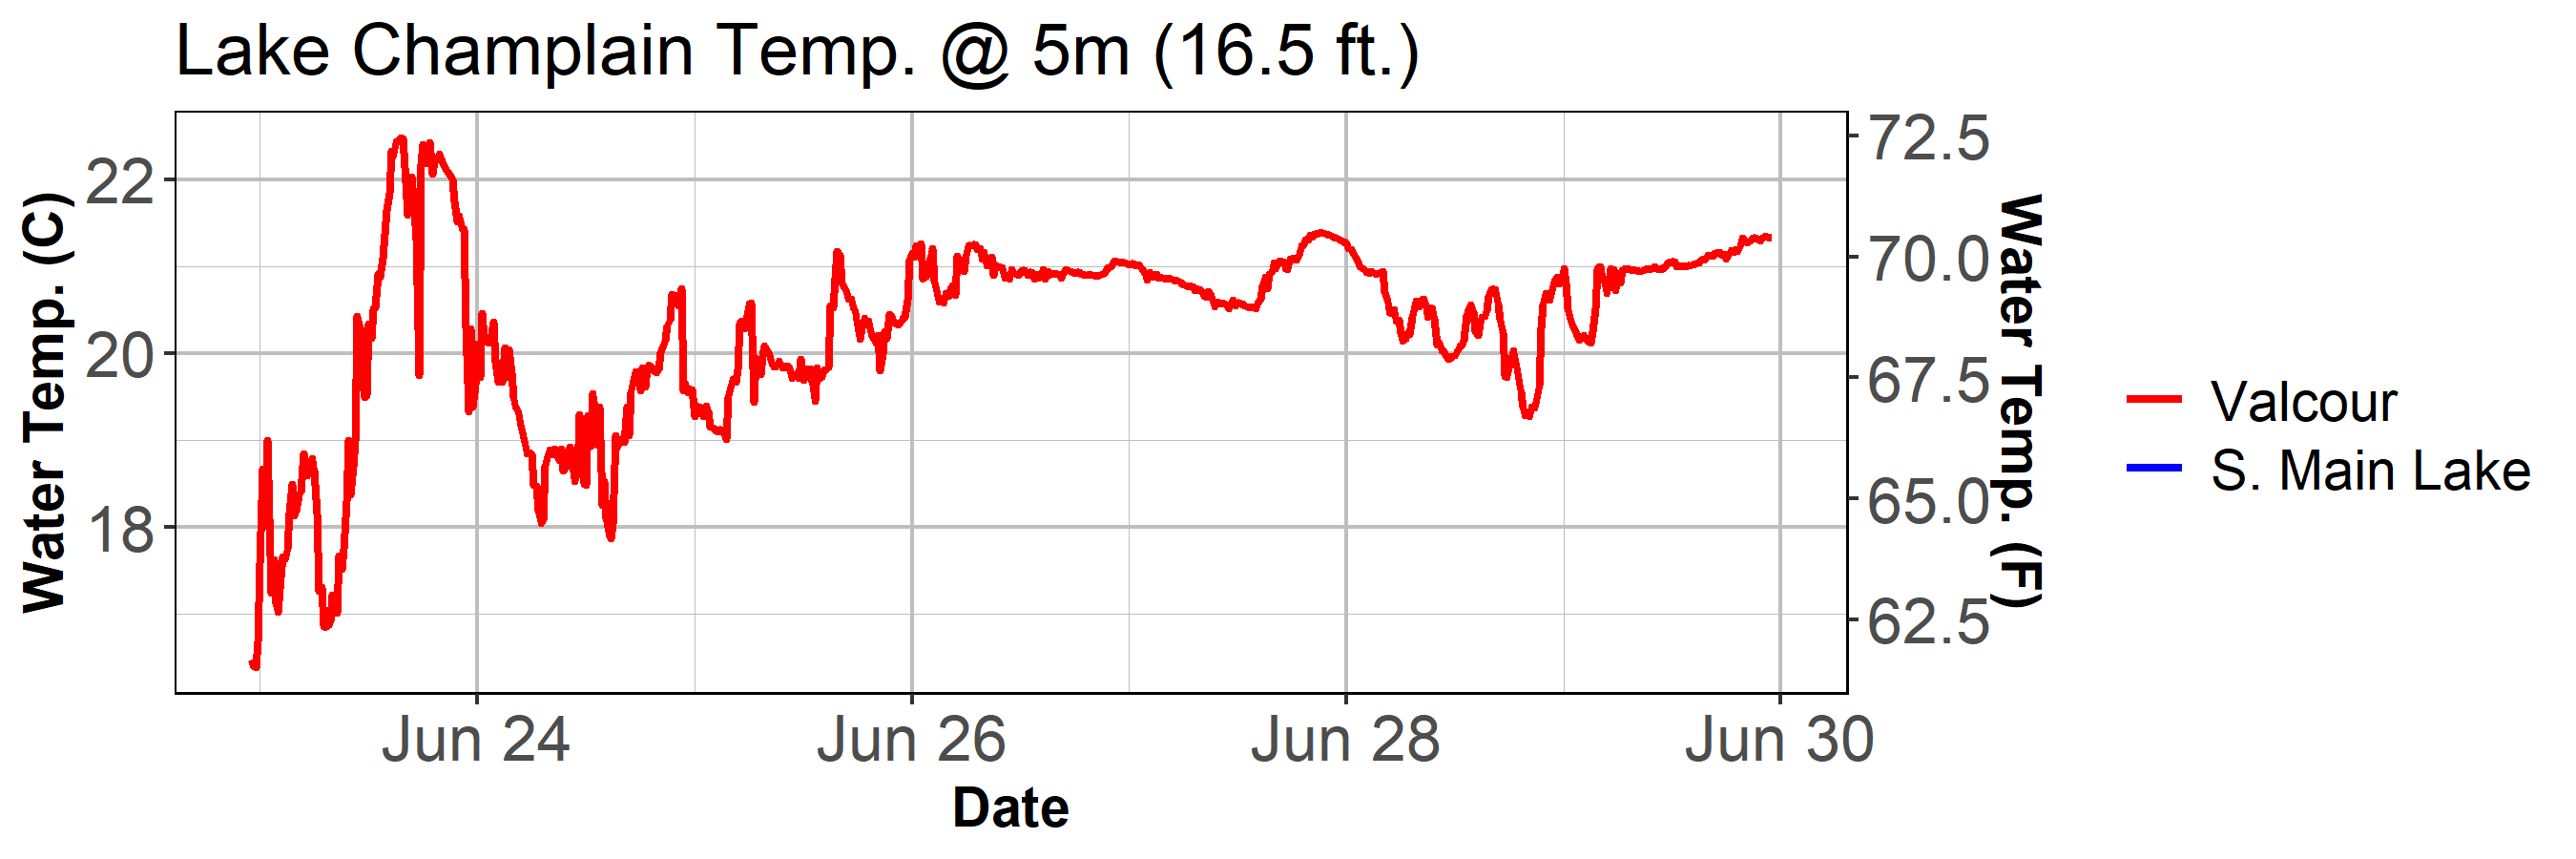 Lake Champlain Temp. @ 5m (16.5 ft.)
Water Temp. (C)
22
20
18
72.5
70.0
67.5
65.0
62.5
Water Temp. (F)
Jun 24
Jun 26
Jun 28
Jun 30
Date
Valcour
S. Main Lake